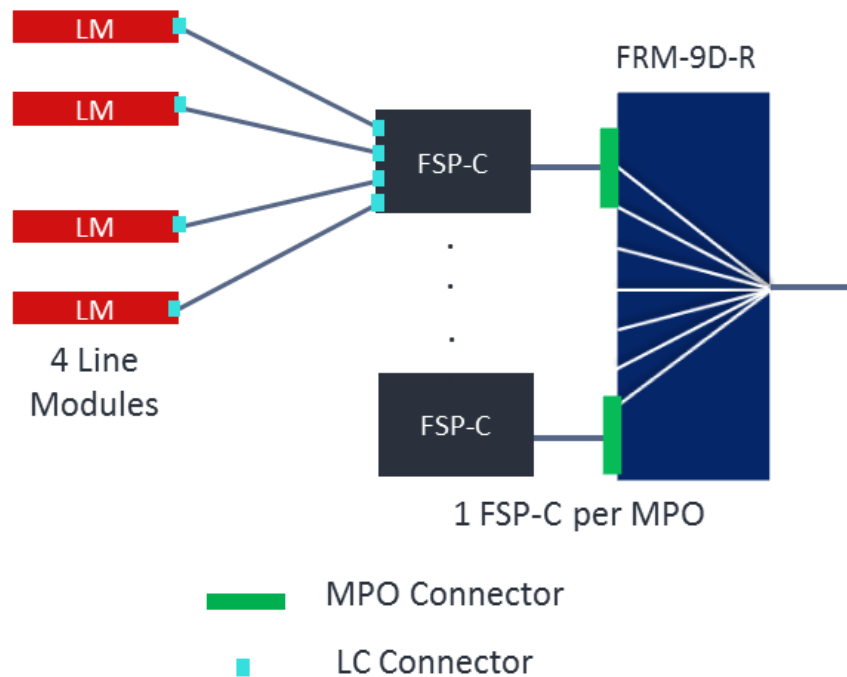 LM
LM
LM
LM
4 Line
Modules
FSP-C
FSP-C
FRM-9D-R
1 FSP-C per MPO
MPO Connector
LC Connector